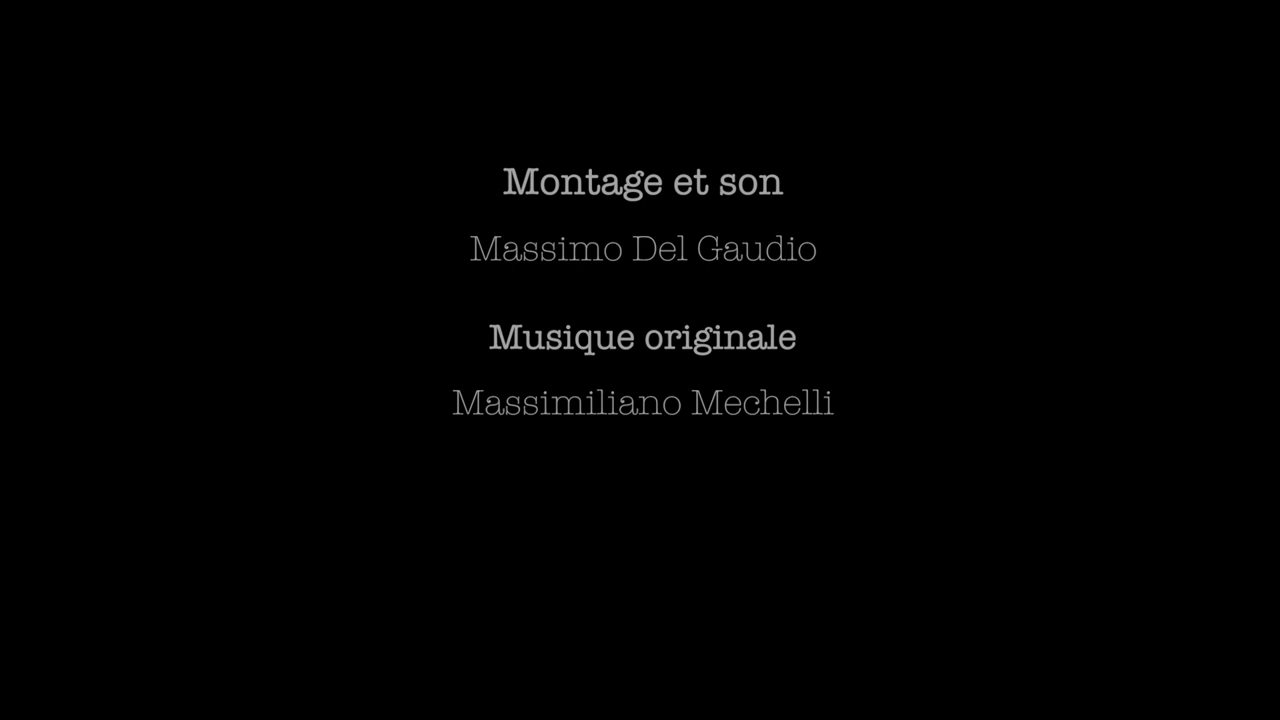 Montage et son
Massimo Del Gaudio
Musique originale
Massimiliano Mechelli